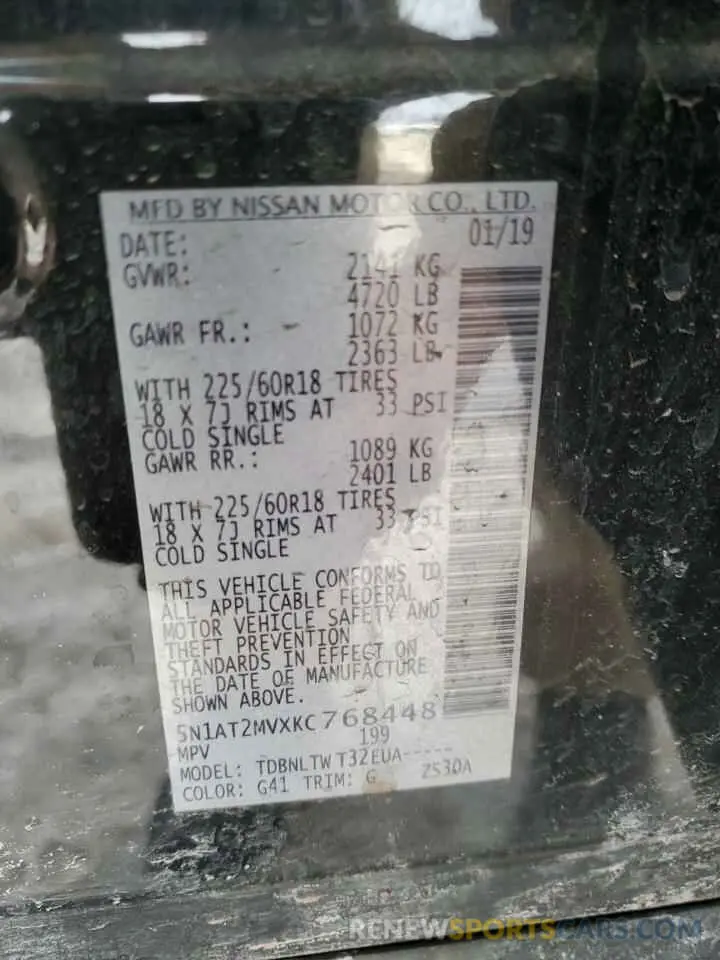 MFD BY NISSAN MOTOR CO., LTD.
DATE: 01/19
GVWR: 2141 KG
4720 LB
GAWR FR.: 1072 KG
2363 LB
WITH 225/60R18 TIRES
18 X 7J RIMS AT 33 PSI
COLD SINGLE
GAWR RR.: 1089 KG
2401 LB
WITH 225/60R18 TIRES
18 X 7J RIMS AT 33 PSI
COLD SINGLE
THIS VEHICLE CONFORMS TO
ALL APPLICABLE FEDERAL
MOTOR VEHICLE SAFETY AND
THEFT PREVENTION
STANDARDS IN EFFECT ON
THE DATE OF MANUFACTURE
SHOWN ABOVE.
5N1AT2MVXKC768448
MPV 199
MODEL: TDBNLTW T32EUA-----
COLOR: G41 TRIM: G ZS30A
RENEWSPORTSCARS.COM